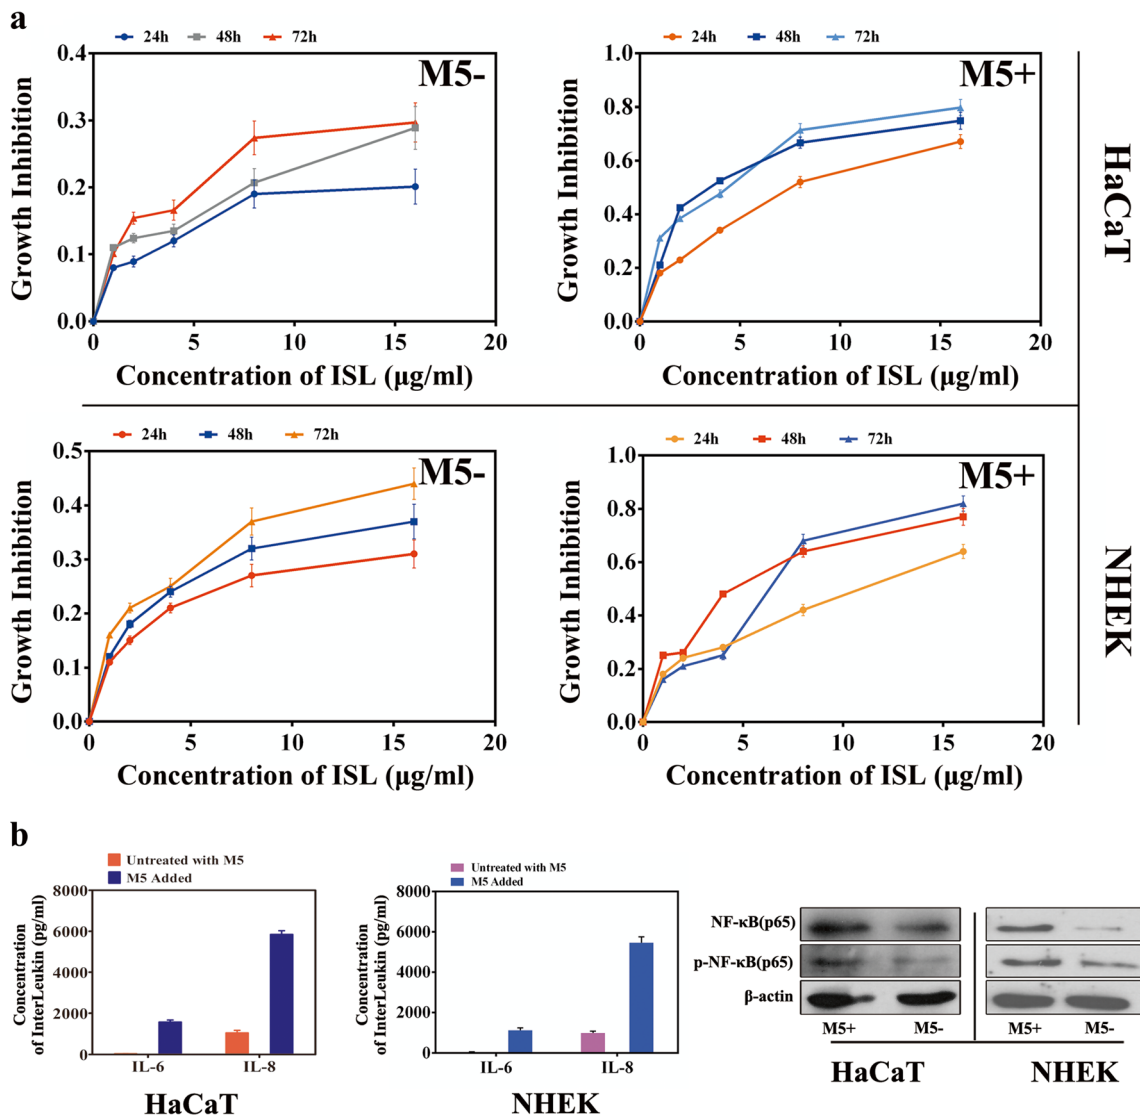 a
24h 48h 72h
M5-
Growth Inhibition
0.4
0.3
0.2
0.1
0.0
0 5 10 15 20
Concentration of ISL (μg/ml)
24h 48h 72h
M5+
Growth Inhibition
1.0
0.8
0.6
0.4
0.2
0.0
0 5 10 15 20
Concentration of ISL (μg/ml)
HaCaT
24h 48h 72h
M5-
Growth Inhibition
0.5
0.4
0.3
0.2
0.1
0.0
0 5 10 15 20
Concentration of ISL (μg/ml)
24h 48h 72h
M5+
Growth Inhibition
1.0
0.8
0.6
0.4
0.2
0.0
0 5 10 15 20
Concentration of ISL (μg/ml)
NHEK
b
Untreated with M5
M5 Added
Concentration
of InterLeukin (pg/ml)
8000
6000
4000
2000
0
IL-6 IL-8
HaCaT
Untreated with M5
M5 Added
Concentration
of InterLeukin (pg/ml)
8000
6000
4000
2000
0
IL-6 IL-8
NHEK
NF-κB(p65)
p-NF-κB(p65)
β-actin
M5+ M5- M5+ M5-
HaCaT NHEK